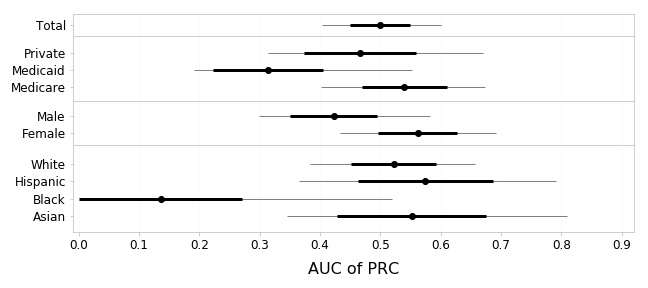 Total
Private
Medicaid
Medicare
Male
Female
White
Hispanic
Black
Asian
0.0 0.1 0.2 0.3 0.4 0.5 0.6 0.7 0.8 0.9
AUC of PRC